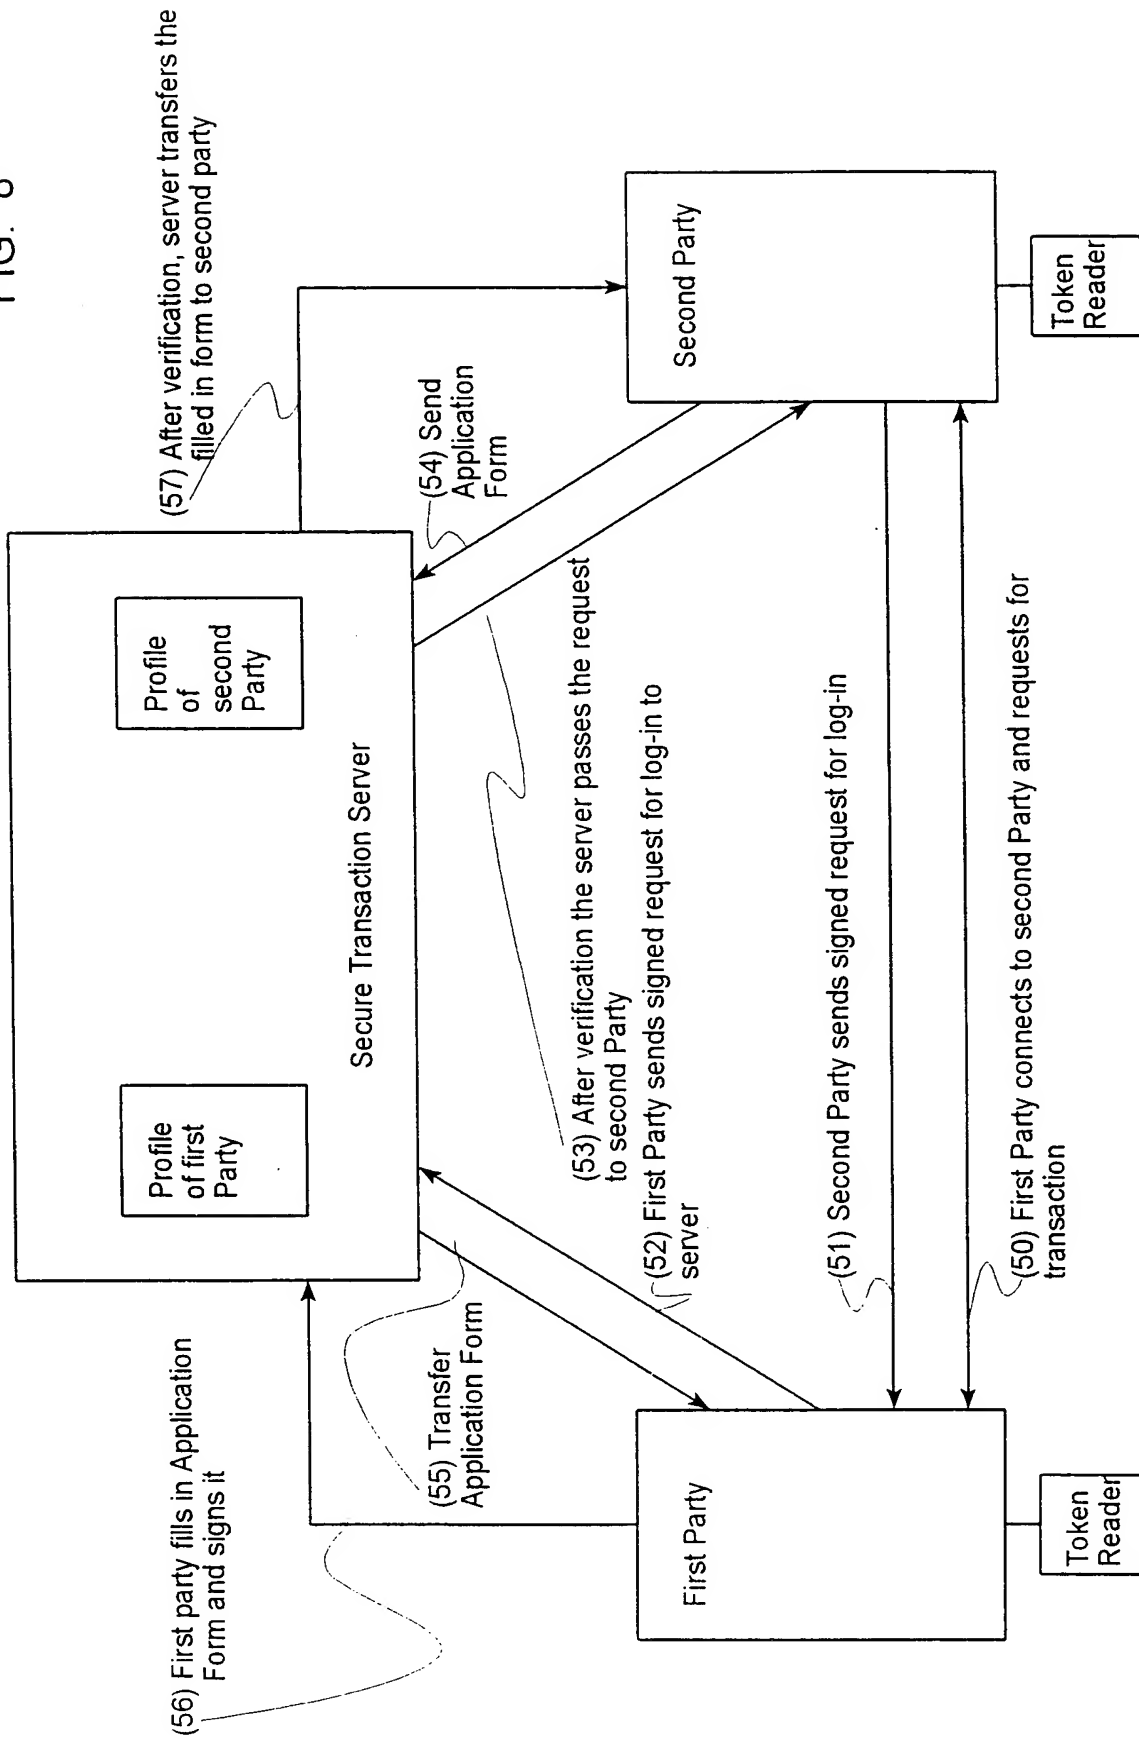 FIG.
(57) After verification, server transfers the
filled in form to second party
(56) First party fills in Application
Form and signs it
Profile
of first
Party
Profile
of
second
Party
Secure Transaction Server
(54) Send
Application
Form
(55) Transfer
Application Form
(53) After verification the server passes the request
to second Party
(52) First Party sends signed request for log-in to
server
First Party
Second Party
(51) Second Party sends signed request for log-in
(50) First Party connects to second Party and requests for
transaction
Token
Reader
Token
Reader